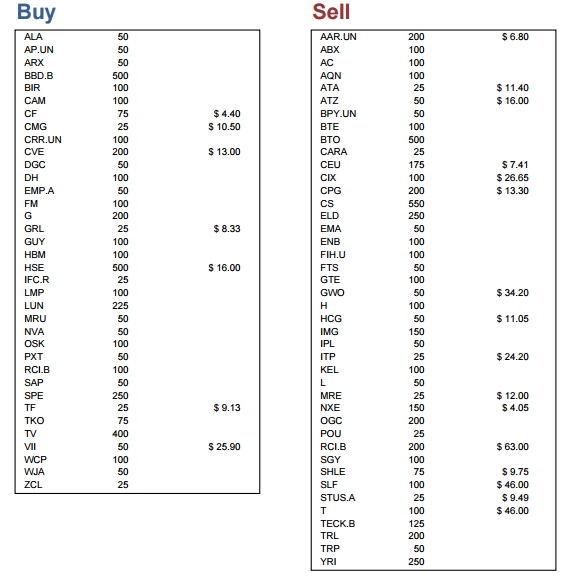 Buy
ALA 50
AP.UN 50
ARX 50
BBD.B 500
BIR 100
CAM 100
CF 75 $ 4.40
CMG 25 $ 10.50
CRR.UN 100
CVE 200 $ 13.00
DGC 50
DH 100
EMP.A 50
FM 100
G 200
GRL 25 $ 8.33
GUY 100
HBM 100
HSE 500 $ 16.00
IFC.R 25
LMP 100
LUN 225
MRU 50
NVA 50
OSK 100
PXT 50
RCI.B 100
SAP 50
SPE 250
TF 25 $ 9.13
TKO 75
TV 400
VII 50 $ 25.90
WCP 100
WJA 50
ZCL 25
Sell
AAR.UN 200 $ 6.80
ABX 100
AC 100
AQN 100
ATA 25 $ 11.40
ATZ 50 $ 16.00
BPY.UN 50
BTE 100
BTO 500
CARA 25
CEU 175 $ 7.41
CIX 100 $ 26.65
CPG 200 $ 13.30
CS 550
ELD 250
EMA 50
ENB 100
FIH.U 100
FTS 50
GTE 100
GWO 50 $ 34.20
H 100
HCG 50 $ 11.05
IMG 150
IPL 50
ITP 25 $ 24.20
KEL 100
L 50
MRE 25 $ 12.00
NXE 150 $ 4.05
OGC 200
POU 25
RCI.B 200 $ 63.00
SGY 100
SHLE 75 $ 9.75
SLF 100 $ 46.00
STUS.A 25 $ 9.49
T 100 $ 46.00
TECK.B 125
TRL 200
TRP 50
YRI 250